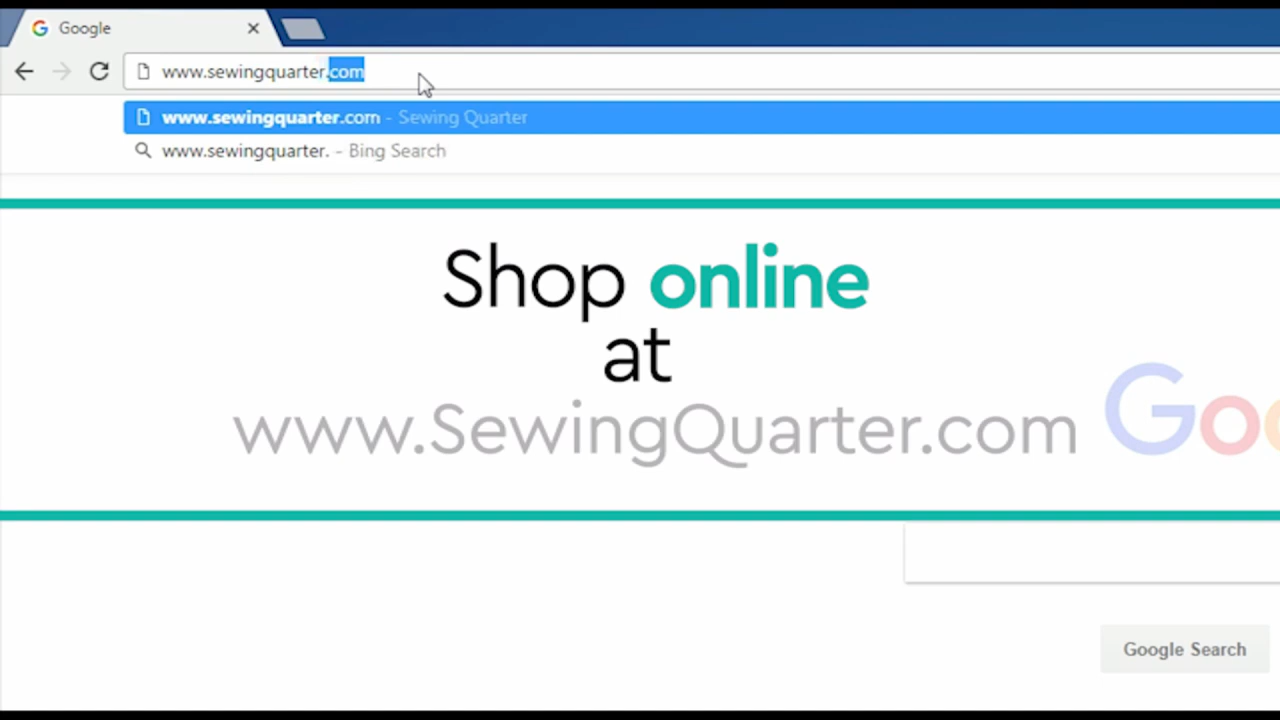 Google
www.sewingquarter.com
www.sewingquarter.com - Sewing Quarter
www.sewingquarter. - Bing Search
Shop online
at
www.SewingQuarter.com
Goo
Google Search